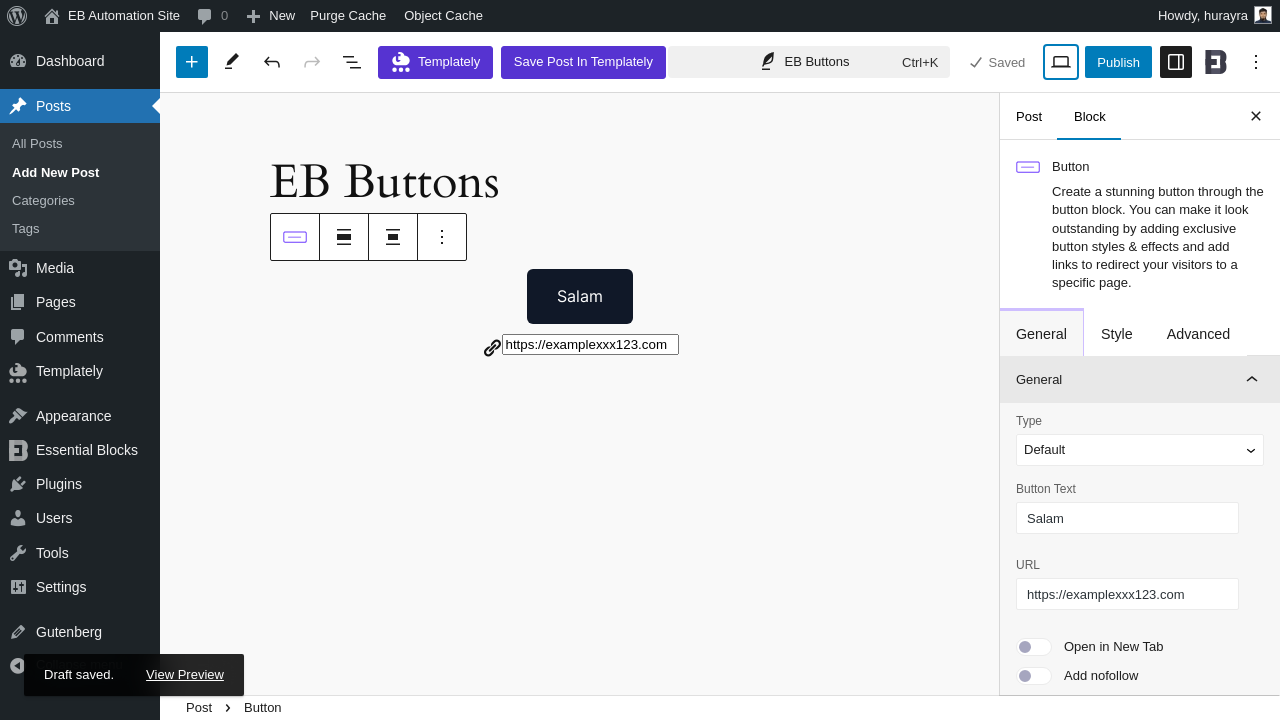 EB Automation Site
0
New
Purge Cache
Object Cache
Howdy, hurayra
Dashboard
Posts
All Posts
Add New Post
Categories
Tags
Media
Pages
Comments
Templately
Appearance
Essential Blocks
Plugins
Users
Tools
Settings
Gutenberg
Draft saved.
View Preview
Templately
Save Post In Templately
EB Buttons
Ctrl+K
Saved
Publish
EB Buttons
Salam
https://examplexxx123.com
Post
Block
Button
Create a stunning button through the
button block. You can make it look
outstanding by adding exclusive
button styles & effects and add
links to redirect your visitors to a
specific page.
General
Style
Advanced
General
Type
Default
Button Text
Salam
URL
https://examplexxx123.com
Open in New Tab
Add nofollow
Post
Button